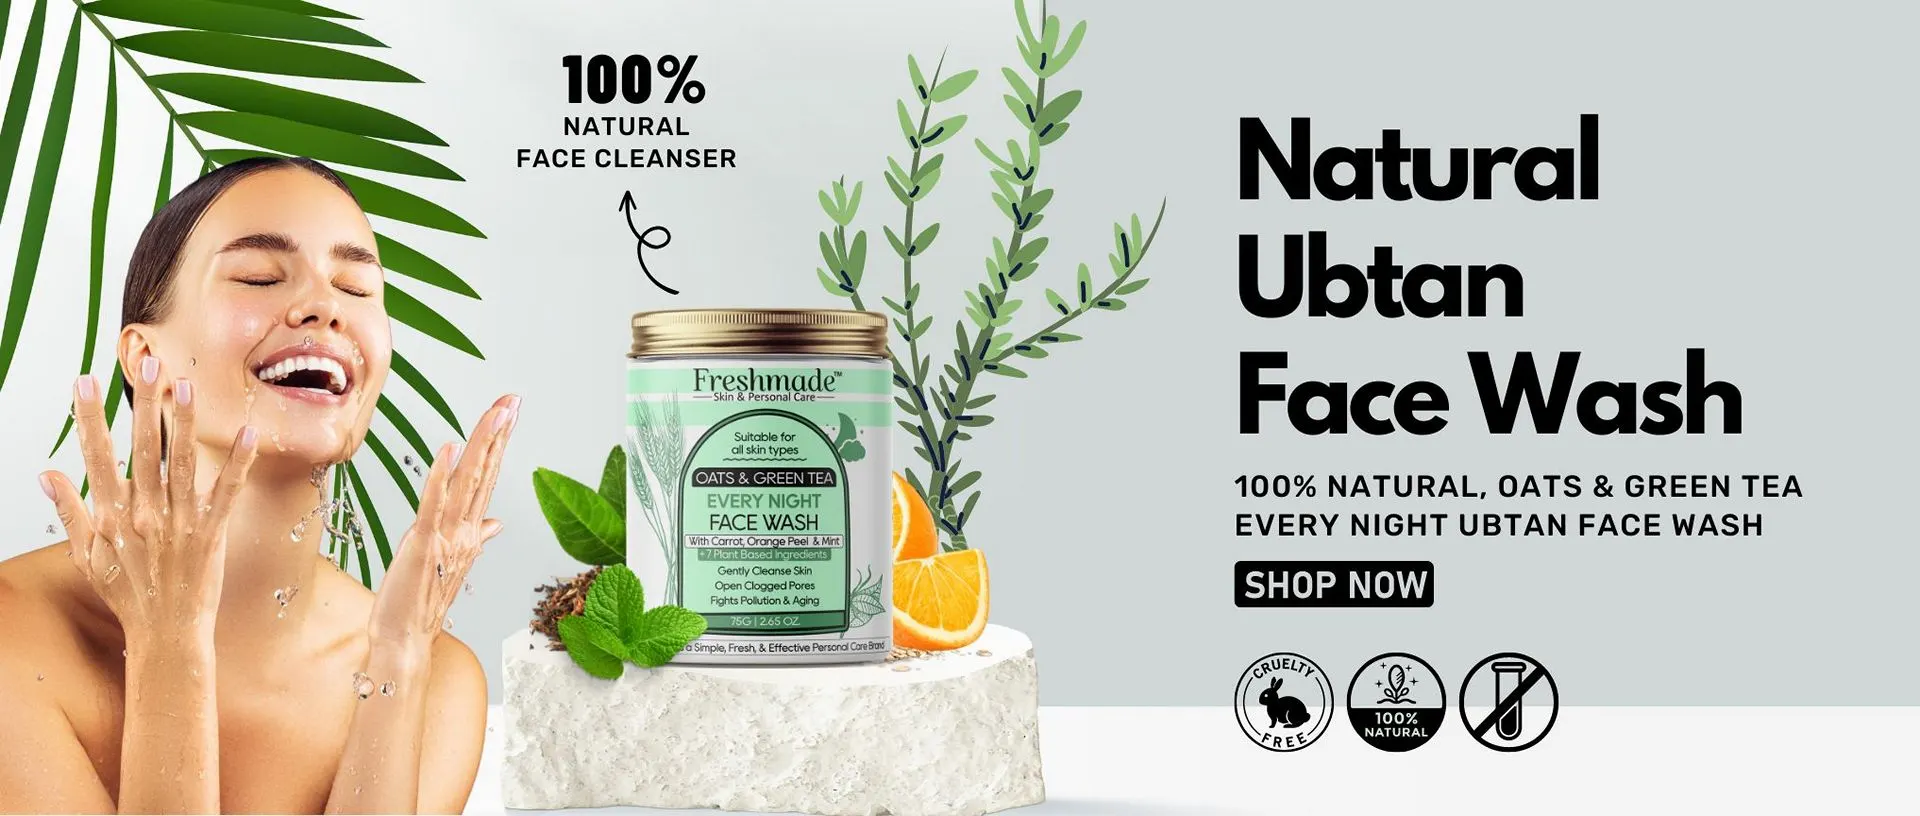 100%
NATURAL
FACE CLEANSER
Freshmade™
Skin & Personal Care
Suitable for
all skin types
OATS & GREEN TEA
EVERY NIGHT
FACE WASH
With Carrot, Orange Peel & Mint
+7 Plant Based Ingredients
Gently Cleanse Skin
Open Clogged Pores
Fights Pollution & Aging
75G | 2.65 OZ.
a Simple, Fresh, & Effective Personal Care Brand
Natural
Ubtan
Face Wash
100% NATURAL, OATS & GREEN TEA
EVERY NIGHT UBTAN FACE WASH
SHOP NOW
CRUELTY
FREE
100%
NATURAL